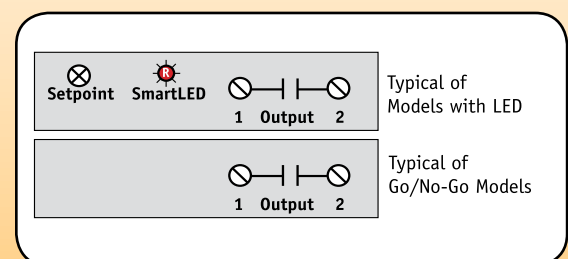 R
Setpoint SmartLED
1 Output 2
Typical of
Models with LED
1 Output 2
Typical of
Go/No-Go Models